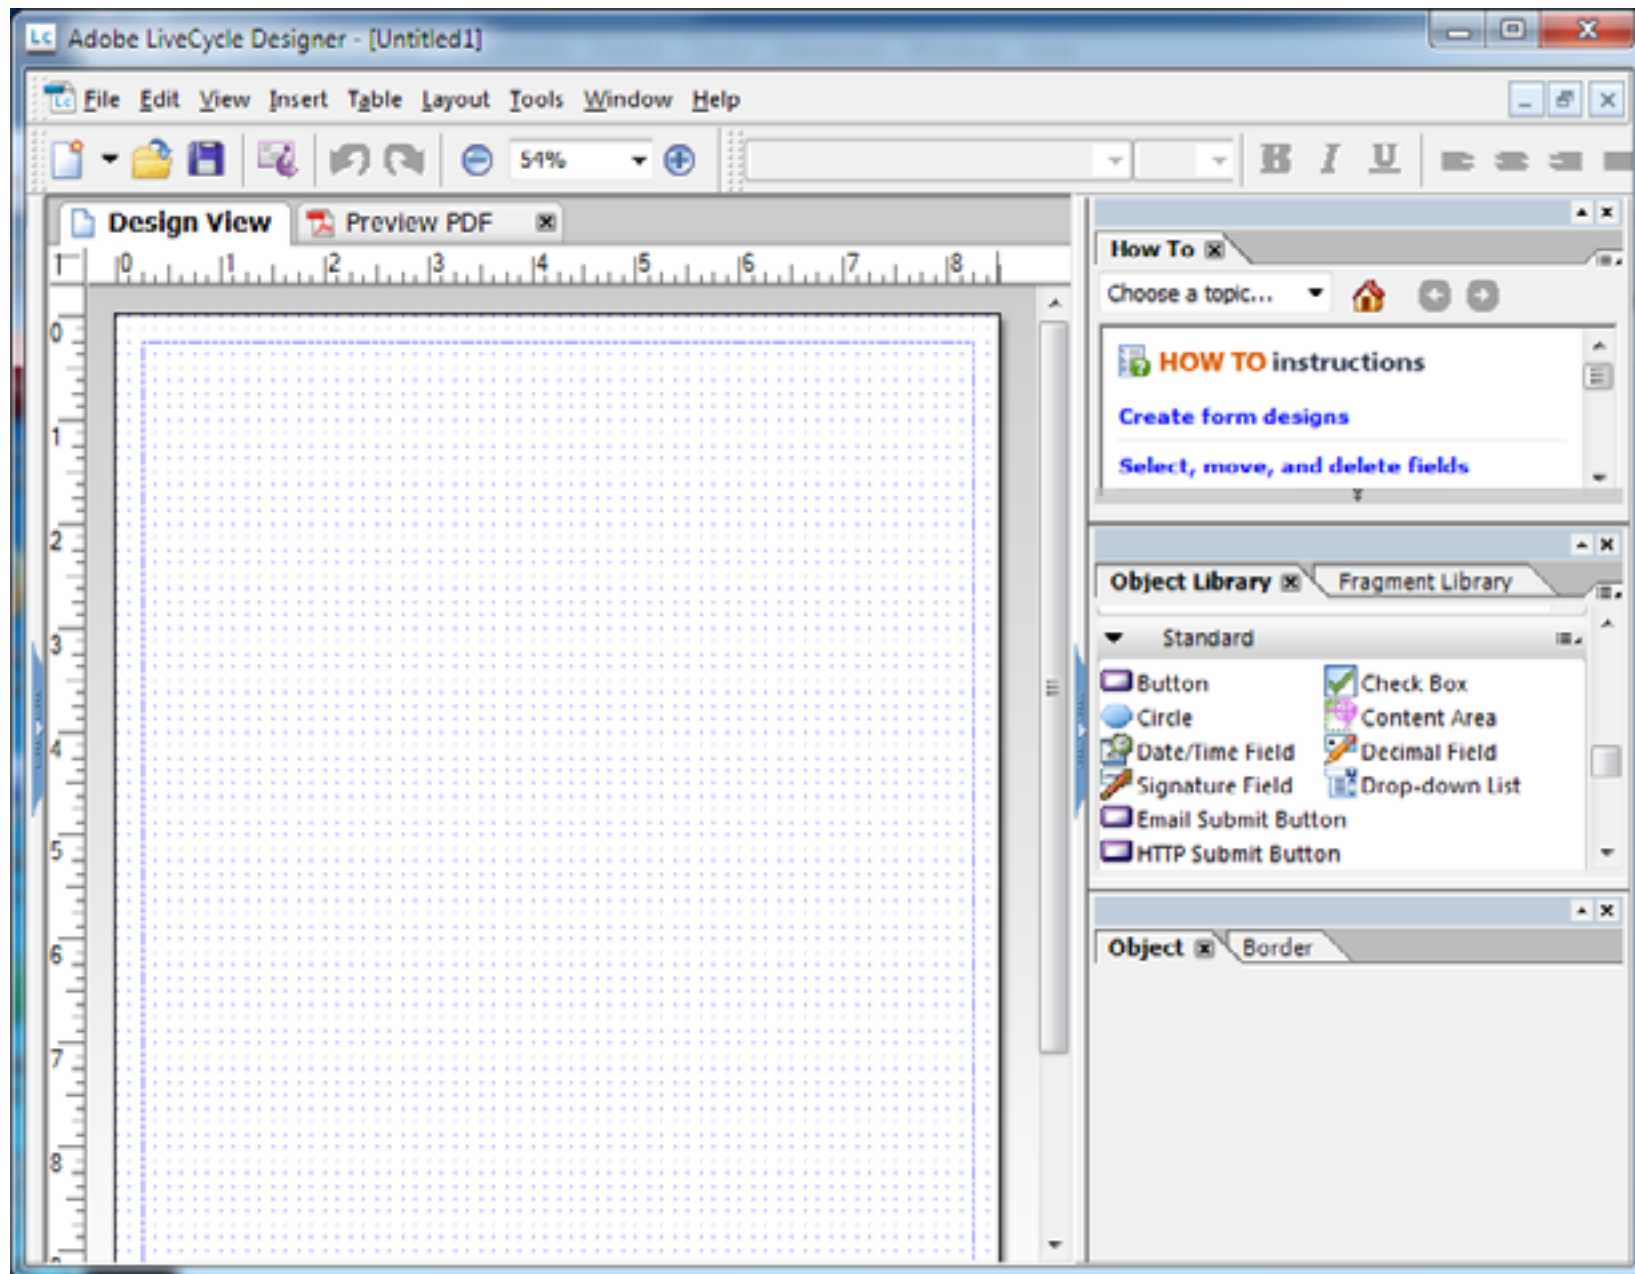 Lc Adobe LiveCycle Designer - [Untitled1]
Lc File Edit View Insert Table Layout Tools Window Help
54% B I U
Design View Preview PDF
0 1 2 3 4 5 6 7 8
How To
Choose a topic...
HOW TO instructions
Create form designs
Select, move, and delete fields
Object Library Fragment Library
Standard
Button Check Box
Circle Content Area
Date/Time Field Decimal Field
Signature Field Drop-down List
Email Submit Button
HTTP Submit Button
Object Border
0
1
2
3
4
5
6
7
8